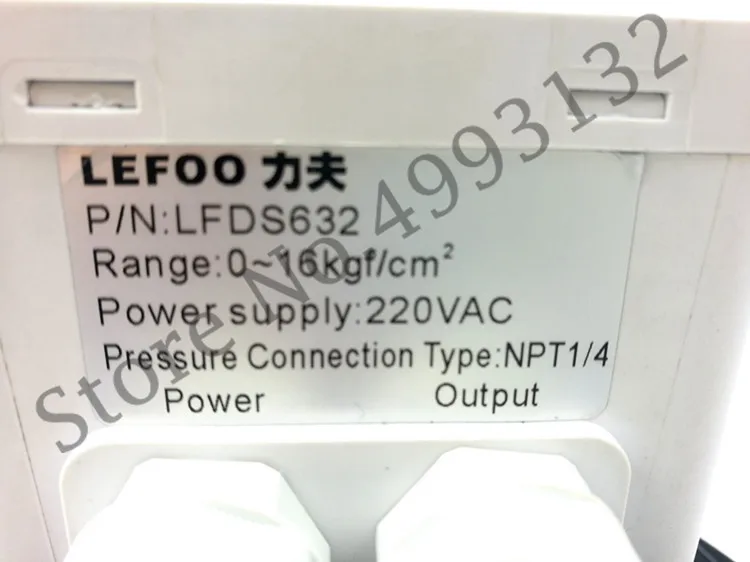 LEFOO 力夫
P/N:LFDS632
Range:0~16kgf/cm²
Power supply:220VAC
Pressure Connection Type:NPT1/4
Power Output
Store No 4993132